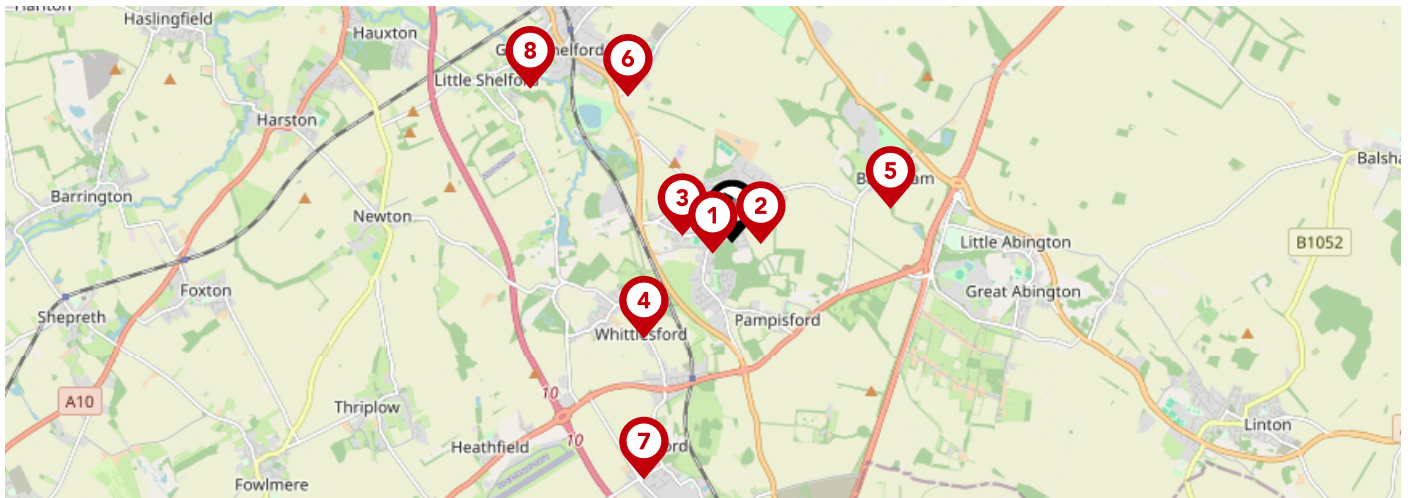 Haslingfield
Hauxton
8
6
Little Shelford
Harston
5
Barrington
3
1
2
Newton
Little Abington
B1052
Foxton
Great Abington
4
Shepreth
Pampisford
Whittlesford
10
A10
Thriplow
Heathfield
10
7
Linton
Fowlmere